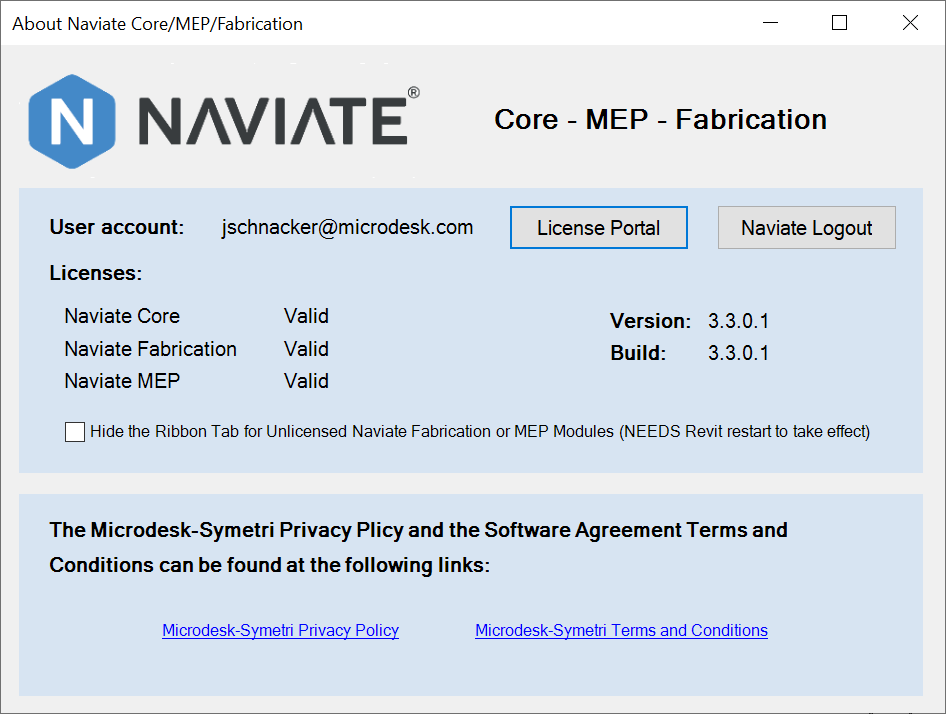 About Naviate Core/MEP/Fabrication
N NAVIATE®
Core - MEP - Fabrication
User account: jschnacker@microdesk.com License Portal Naviate Logout
Licenses:
Naviate Core Valid
Naviate Fabrication Valid
Naviate MEP Valid
Version: 3.3.0.1
Build: 3.3.0.1
Hide the Ribbon Tab for Unlicensed Naviate Fabrication or MEP Modules (NEEDS Revit restart to take effect)
The Microdesk-Symetri Privacy Plicy and the Software Agreement Terms and
Conditions can be found at the following links:
Microdesk-Symetri Privacy Policy Microdesk-Symetri Terms and Conditions